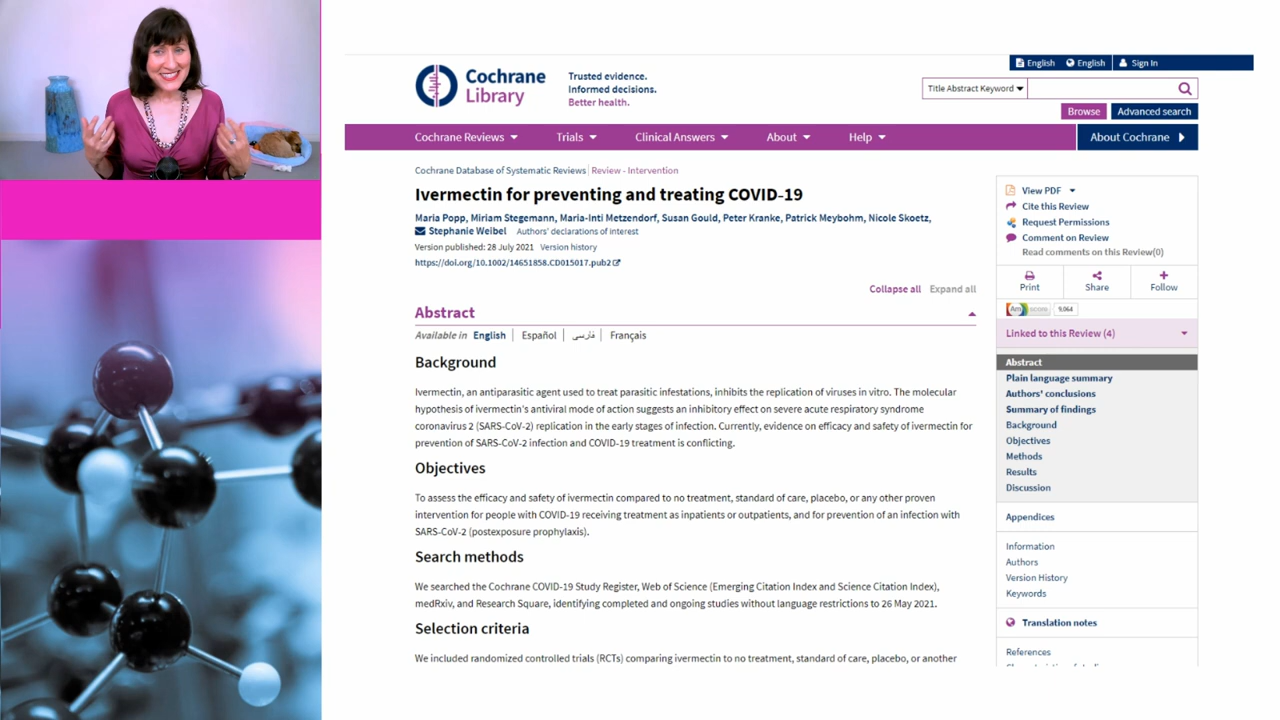 English
English
Sign In
Cochrane
Library
Trusted evidence.
Informed decisions.
Better health.
Title Abstract Keyword
Browse
Advanced search
Cochrane Reviews
Trials
Clinical Answers
About
Help
About Cochrane
Cochrane Database of Systematic Reviews | Review - Intervention
Ivermectin for preventing and treating COVID-19
Maria Popp, Miriam Stegemann, Maria-Inti Metzendorf, Susan Gould, Peter Kranke, Patrick Meybohm, Nicole Skoetz,
Stephanie Weibel Authors' declarations of interest
Version published: 28 July 2021 Version history
https://doi.org/10.1002/14651858.CD015017.pub2
Collapse all Expand all
Abstract
Available in English | Español | فارسی | Français
Background
Ivermectin, an antiparasitic agent used to treat parasitic infestations, inhibits the replication of viruses in vitro. The molecular
hypothesis of ivermectin's antiviral mode of action suggests an inhibitory effect on severe acute respiratory syndrome
coronavirus 2 (SARS-CoV-2) replication in the early stages of infection. Currently, evidence on efficacy and safety of ivermectin for
prevention of SARS-CoV-2 infection and COVID-19 treatment is conflicting.
Objectives
To assess the efficacy and safety of ivermectin compared to no treatment, standard of care, placebo, or any other proven
intervention for people with COVID-19 receiving treatment as inpatients or outpatients, and for prevention of an infection with
SARS-CoV-2 (postexposure prophylaxis).
Search methods
We searched the Cochrane COVID-19 Study Register, Web of Science (Emerging Citation Index and Science Citation Index),
medRxiv, and Research Square, identifying completed and ongoing studies without language restrictions to 26 May 2021.
Selection criteria
We included randomized controlled trials (RCTs) comparing ivermectin to no treatment, standard of care, placebo, or another
View PDF
Cite this Review
Request Permissions
Comment on Review
Read comments on this Review(0)
Print
Share
Follow
Am score 9,064
Linked to this Review (4)
Abstract
Plain language summary
Authors' conclusions
Summary of findings
Background
Objectives
Methods
Results
Discussion
Appendices
Information
Authors
Version History
Keywords
Translation notes
References